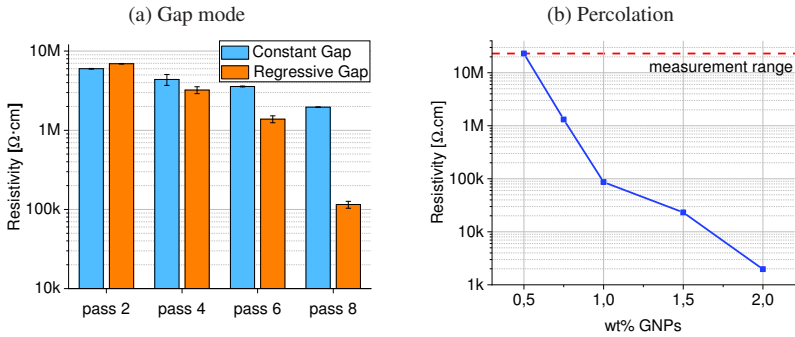 (a) Gap mode
10M
1M
100k
10k
Resistivity [Ω·cm]
Constant Gap
Regressive Gap
pass 2 pass 4 pass 6 pass 8
(b) Percolation
measurement range
10M
1M
100k
10k
1k
Resistivity [Ω.cm]
0,5 1,0 1,5 2,0
wt% GNPs